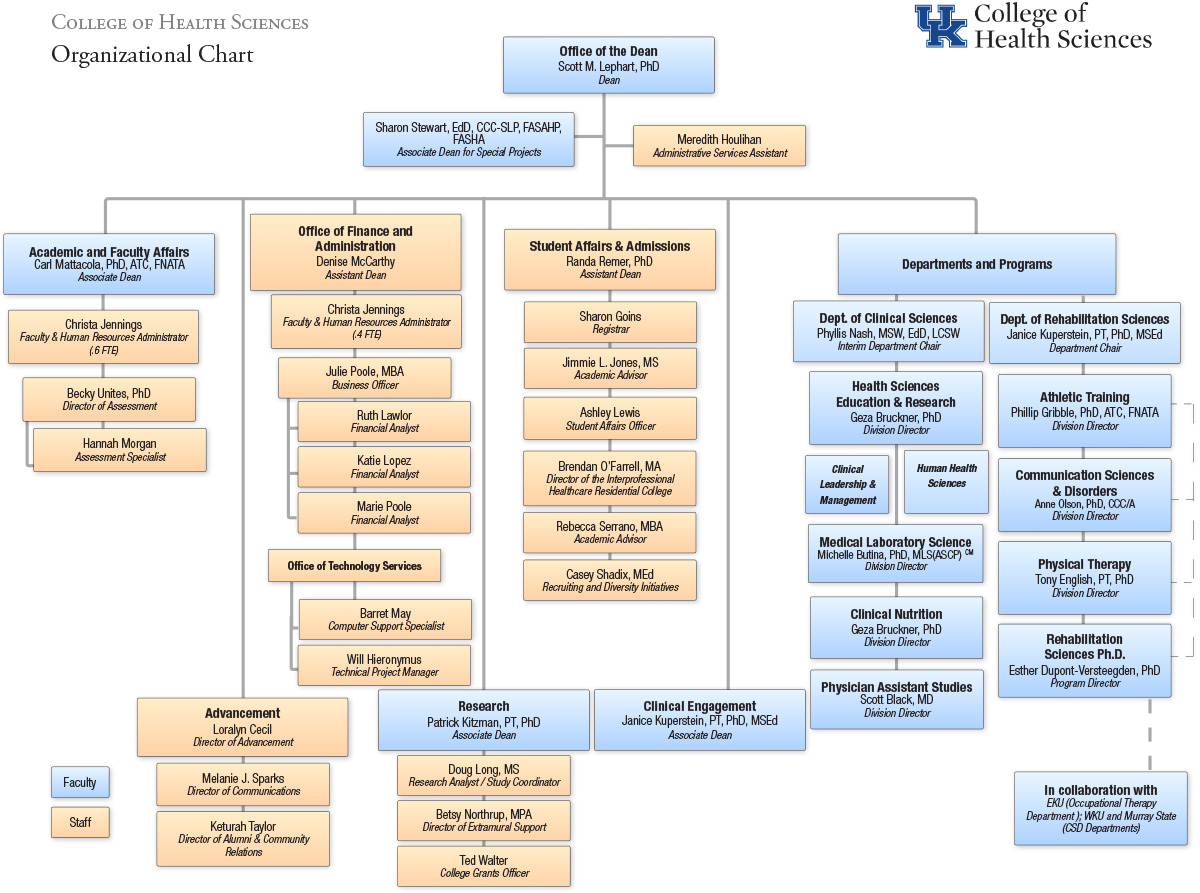 COLLEGE OF HEALTH SCIENCES
Organizational Chart
UK
College of
Health Sciences
Office of the Dean
Scott M. Lephart, PhD
Dean
Sharon Stewart, EdD, CCC-SLP, FASAHP,
FASHA
Associate Dean for Special Projects
Meredith Houlihan
Administrative Services Assistant
Academic and Faculty Affairs
Carl Mattacola, PhD, ATC, FNATA
Associate Dean
Christa Jennings
Faculty & Human Resources Administrator
(.6 FTE)
Becky Unites, PhD
Director of Assessment
Hannah Morgan
Assessment Specialist
Advancement
Loralyn Cecil
Director of Advancement
Melanie J. Sparks
Director of Communications
Keturah Taylor
Director of Alumni & Community
Relations
Office of Finance and
Administration
Denise McCarthy
Assistant Dean
Christa Jennings
Faculty & Human Resources Administrator
(.4 FTE)
Julie Poole, MBA
Business Officer
Ruth Lawlor
Financial Analyst
Katie Lopez
Financial Analyst
Marie Poole
Financial Analyst
Office of Technology Services
Barret May
Computer Support Specialist
Will Hieronymus
Technical Project Manager
Research
Patrick Kitzman, PT, PhD
Associate Dean
Doug Long, MS
Research Analyst / Study Coordinator
Betsy Northrup, MPA
Director of Extramural Support
Ted Walter
College Grants Officer
Student Affairs & Admissions
Randa Remer, PhD
Assistant Dean
Sharon Goins
Registrar
Jimmie L. Jones, MS
Academic Advisor
Ashley Lewis
Student Affairs Officer
Brendan O'Farrell, MA
Director of the Interprofessional
Healthcare Residential College
Rebecca Serrano, MBA
Academic Advisor
Casey Shadix, MEd
Recruiting and Diversity Initiatives
Clinical Engagement
Janice Kuperstein, PT, PhD, MSEd
Associate Dean
Departments and Programs
Dept. of Clinical Sciences
Phyllis Nash, MSW, EdD, LCSW
Interim Department Chair
Health Sciences
Education & Research
Geza Bruckner, PhD
Division Director
Clinical
Leadership &
Management
Human Health
Sciences
Medical Laboratory Science
Michelle Butina, PhD, MLS(ASCP) CM
Division Director
Clinical Nutrition
Geza Bruckner, PhD
Division Director
Physician Assistant Studies
Scott Black, MD
Division Director
Dept. of Rehabilitation Sciences
Janice Kuperstein, PT, PhD, MSEd
Department Chair
Athletic Training
Phillip Gribble, PhD, ATC, FNATA
Division Director
Communication Sciences
& Disorders
Anne Olson, PhD, CCC/A
Division Director
Physical Therapy
Tony English, PT, PhD
Division Director
Rehabilitation
Sciences Ph.D.
Esther Dupont-Versteegden, PhD
Program Director
In collaboration with
EKU (Occupational Therapy
Department ); WKU and Murray State
(CSD Departments)
Faculty
Staff